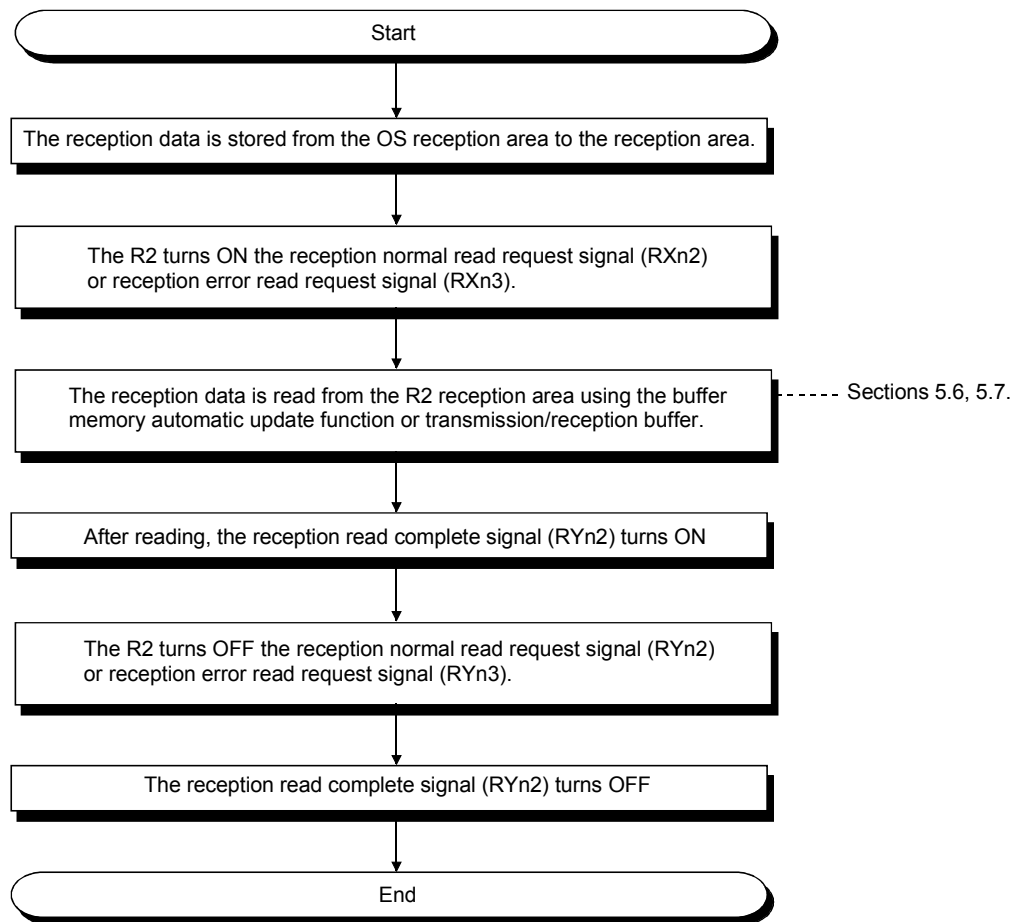 Start
The reception data is stored from the OS reception area to the reception area.
The R2 turns ON the reception normal read request signal (RXn2)
or reception error read request signal (RXn3).
The reception data is read from the R2 reception area using the buffer
memory automatic update function or transmission/reception buffer.
Sections 5.6, 5.7.
After reading, the reception read complete signal (RYn2) turns ON
The R2 turns OFF the reception normal read request signal (RYn2)
or reception error read request signal (RYn3).
The reception read complete signal (RYn2) turns OFF
End